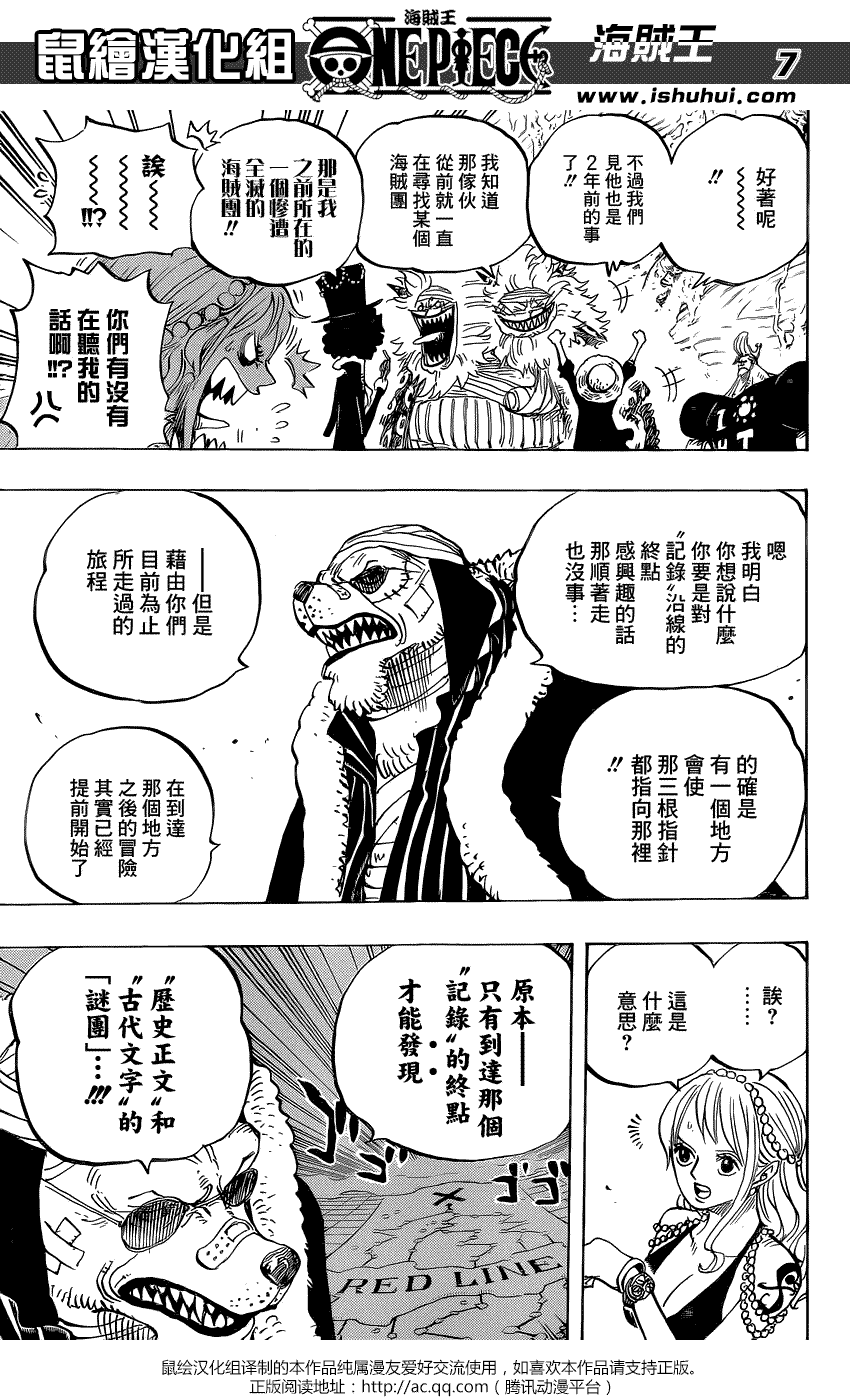 鼠繪漢化組
海賊王
ONE PIECE
海賊王
7
www.ishuhui.com
好著呢
～～～
!!
不過我們
見他也是
2年前的事
了!!
我知道
那傢伙
從前就一直
在尋找某個
海賊團
那是我
之前所在的
一個慘遭
全滅的
海賊團!!
誒
～～～
～～～!!?
你們有沒有
在聽我的
話啊!!?
嗯
我明白
你想說什麼
你要是對
〝記錄〞沿線的
終點
感興趣的話
那順著走
也沒事…
的確是
有一個地方
會使
那三根指針
都指向那裡
!!
──但是
藉由你們
目前為止
所走過的
旅程
在到達
那個地方
之後的冒險
其實已經
提前開始了
誒?
……
這是
什麼
意思?
原本──
只有到達那個
〝記錄〞的終點
才能發現
〝歷史正文〞和
〝古代文字〞的
「謎團」…!!!
ゴゴゴ
ゴゴゴ
RED LINE
鼠绘汉化组译制的本作品纯属漫友爱好交流使用，如喜欢本作品请支持正版。
正版阅读地址：http://ac.qq.com（腾讯动漫平台）